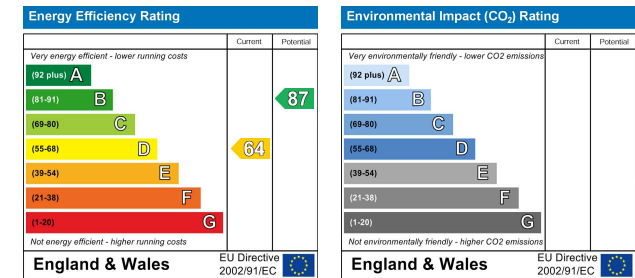 Energy Efficiency Rating
Current Potential
Very energy efficient - lower running costs
(92 plus) A
(81-91) B
87
(69-80) C
(55-68) D
64
(39-54) E
(21-38) F
(1-20) G
Not energy efficient - higher running costs
England & Wales
EU Directive
2002/91/EC
Environmental Impact (CO₂) Rating
Current Potential
Very environmentally friendly - lower CO2 emissions
(92 plus) A
(81-91) B
(69-80) C
(55-68) D
(39-54) E
(21-38) F
(1-20) G
Not environmentally friendly - higher CO2 emissions
England & Wales
EU Directive
2002/91/EC